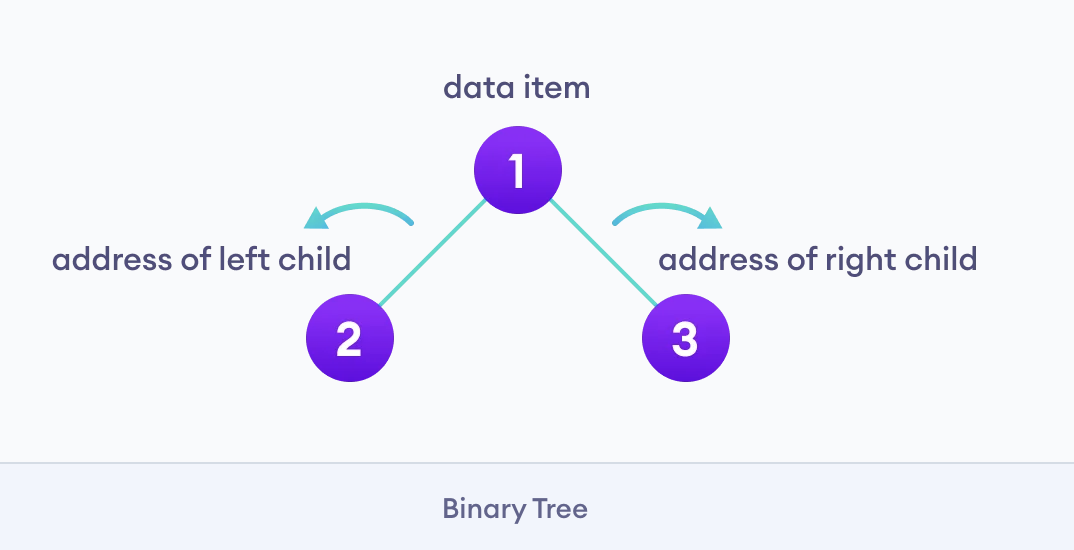 data item
1
address of left child
address of right child
2
3
Binary Tree